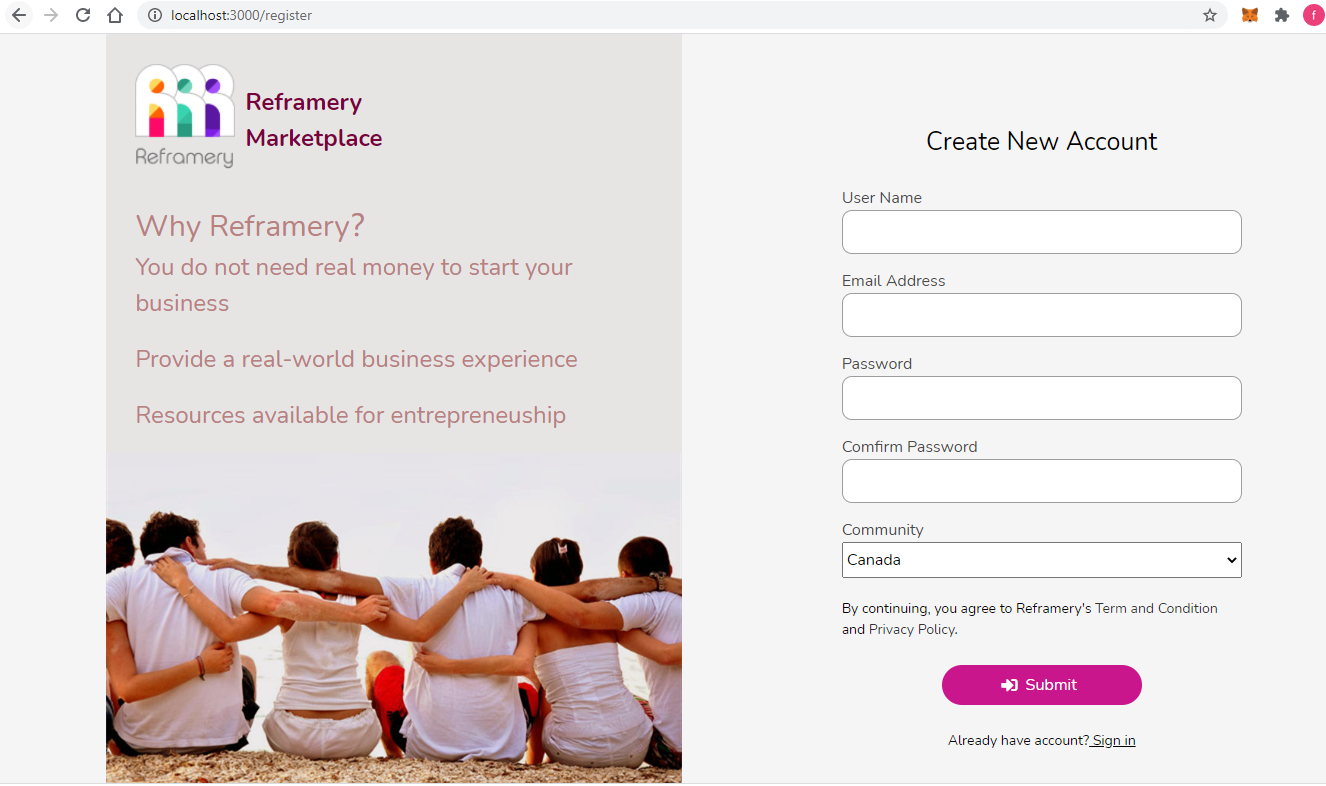 localhost:3000/register
f
Reframery
Reframery
Marketplace
Why Reframery?
You do not need real money to start your
business
Provide a real-world business experience
Resources available for entrepreneuship
Create New Account
User Name
Email Address
Password
Comfirm Password
Community
Canada
By continuing, you agree to Reframery's Term and Condition
and Privacy Policy.
Submit
Already have account? Sign in